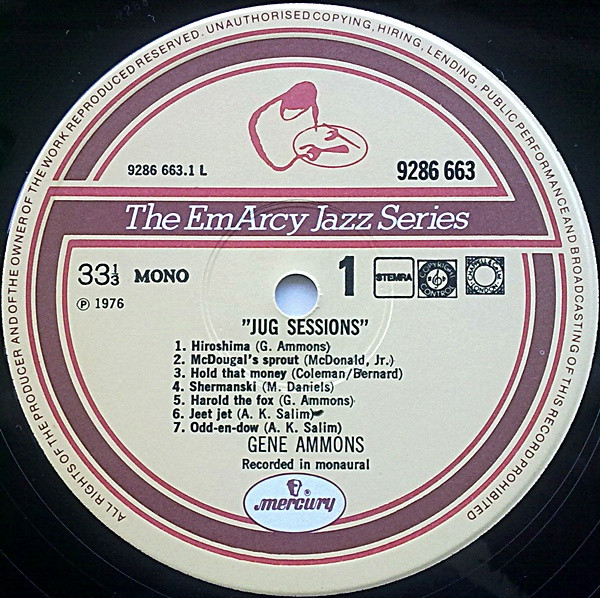 ALL RIGHTS OF THE PRODUCER AND OF THE OWNER OF THE WORK REPRODUCED RESERVED. UNAUTHORISED COPYING, HIRING, LENDING, PUBLIC PERFORMANCE AND BROADCASTING OF THIS RECORD PROHIBITED
9286 663.1 L
9286 663
The EmArcy Jazz Series
33⅓ MONO
1
STEMRA
COPYRIGHT CONTROL
℗ 1976
"JUG SESSIONS"
1. Hiroshima (G. Ammons)
2. McDougal's sprout (McDonald, Jr.)
3. Hold that money (Coleman/Bernard)
4. Shermanski (M. Daniels)
5. Harold the fox (G. Ammons)
6. Jeet jet (A. K. Salim)
7. Odd-en-dow (A. K. Salim)
GENE AMMONS
Recorded in monaural
mercury ®